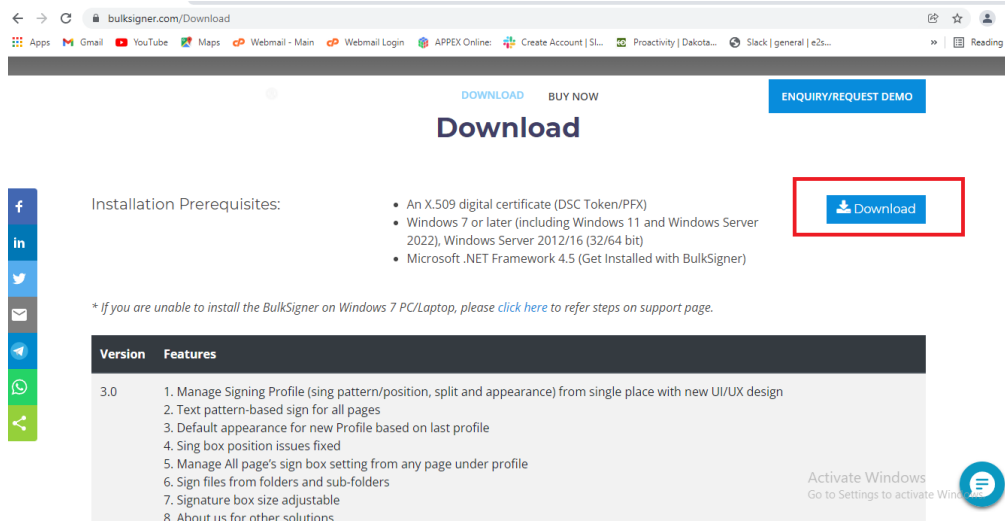 bulksigner.com/Download
Apps Gmail YouTube Maps Webmail - Main Webmail Login APPEX Online: Create Account | Sl... Proactivity | Dakota... Slack | general | e2s... » Reading
DOWNLOAD BUY NOW ENQUIRY/REQUEST DEMO
Download
Installation Prerequisites:
• An X.509 digital certificate (DSC Token/PFX)
Download
• Windows 7 or later (including Windows 11 and Windows Server
2022), Windows Server 2012/16 (32/64 bit)
• Microsoft .NET Framework 4.5 (Get Installed with BulkSigner)
* If you are unable to install the BulkSigner on Windows 7 PC/Laptop, please click here to refer steps on support page.
Version Features
3.0 1. Manage Signing Profile (sing pattern/position, split and appearance) from single place with new UI/UX design
2. Text pattern-based sign for all pages
3. Default appearance for new Profile based on last profile
4. Sing box position issues fixed
5. Manage All page's sign box setting from any page under profile
6. Sign files from folders and sub-folders
7. Signature box size adjustable
8. About us for other solutions
Activate Windows
Go to Settings to activate Windows.